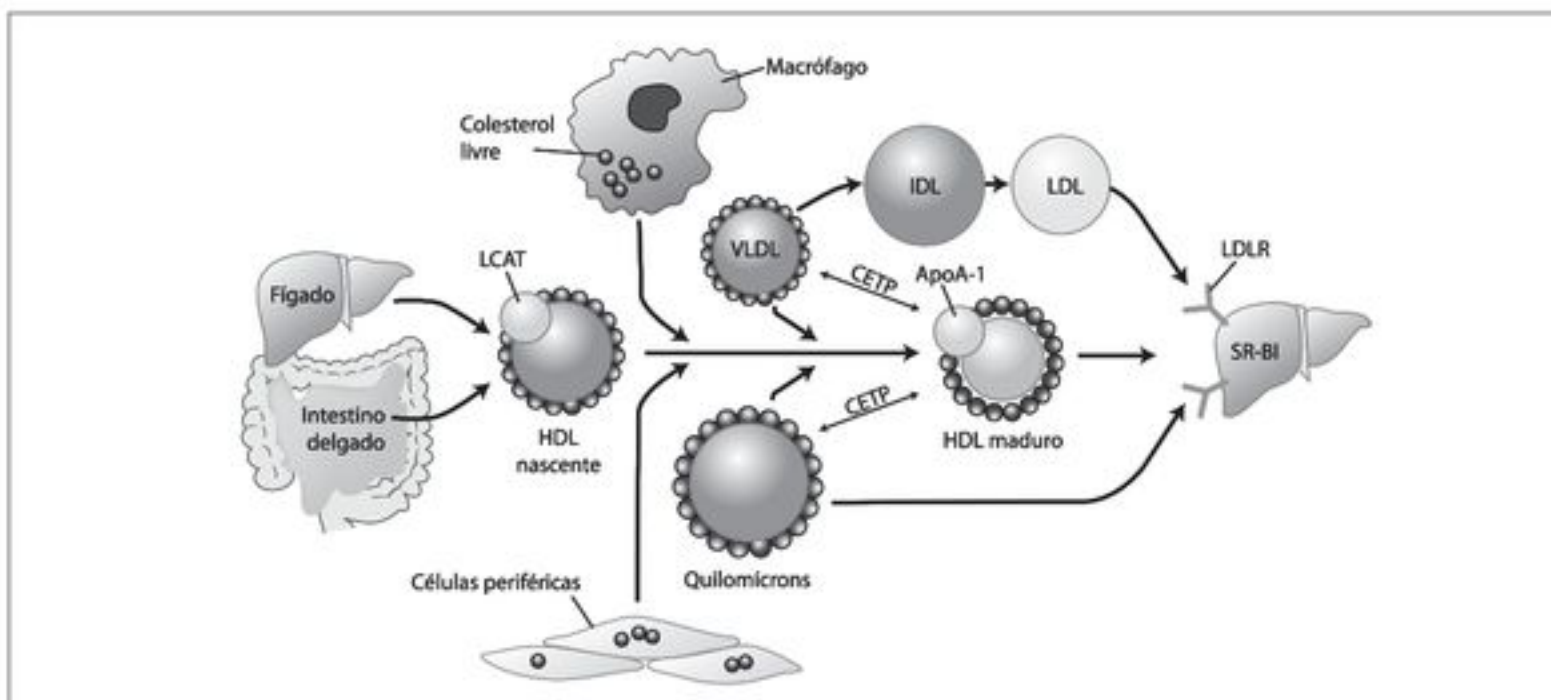 Macrófago
Colesterol
livre
IDL
LDL
VLDL
LDLR
LCAT
CETP
ApoA-1
Fígado
SR-BI
Intestino
delgado
HDL
nascente
CETP
HDL maduro
Células periféricas
Quilomícrons